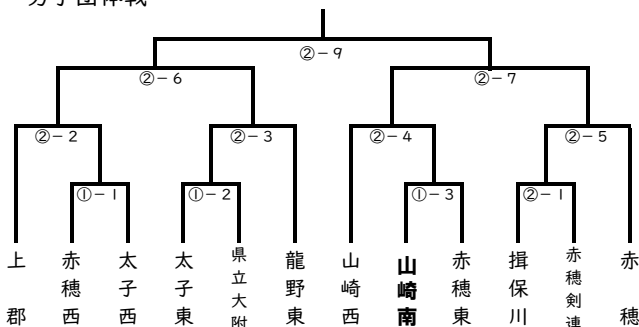 男子団体戦
②-9
②-6
②-7
②-2
②-3
②-4
②-5
①-1
①-2
①-3
②-1
上郡
赤穂西
太子西
太子東
県立大附
龍野東
山崎西
山崎南
赤穂東
揖保川
赤穂剣連
赤穂